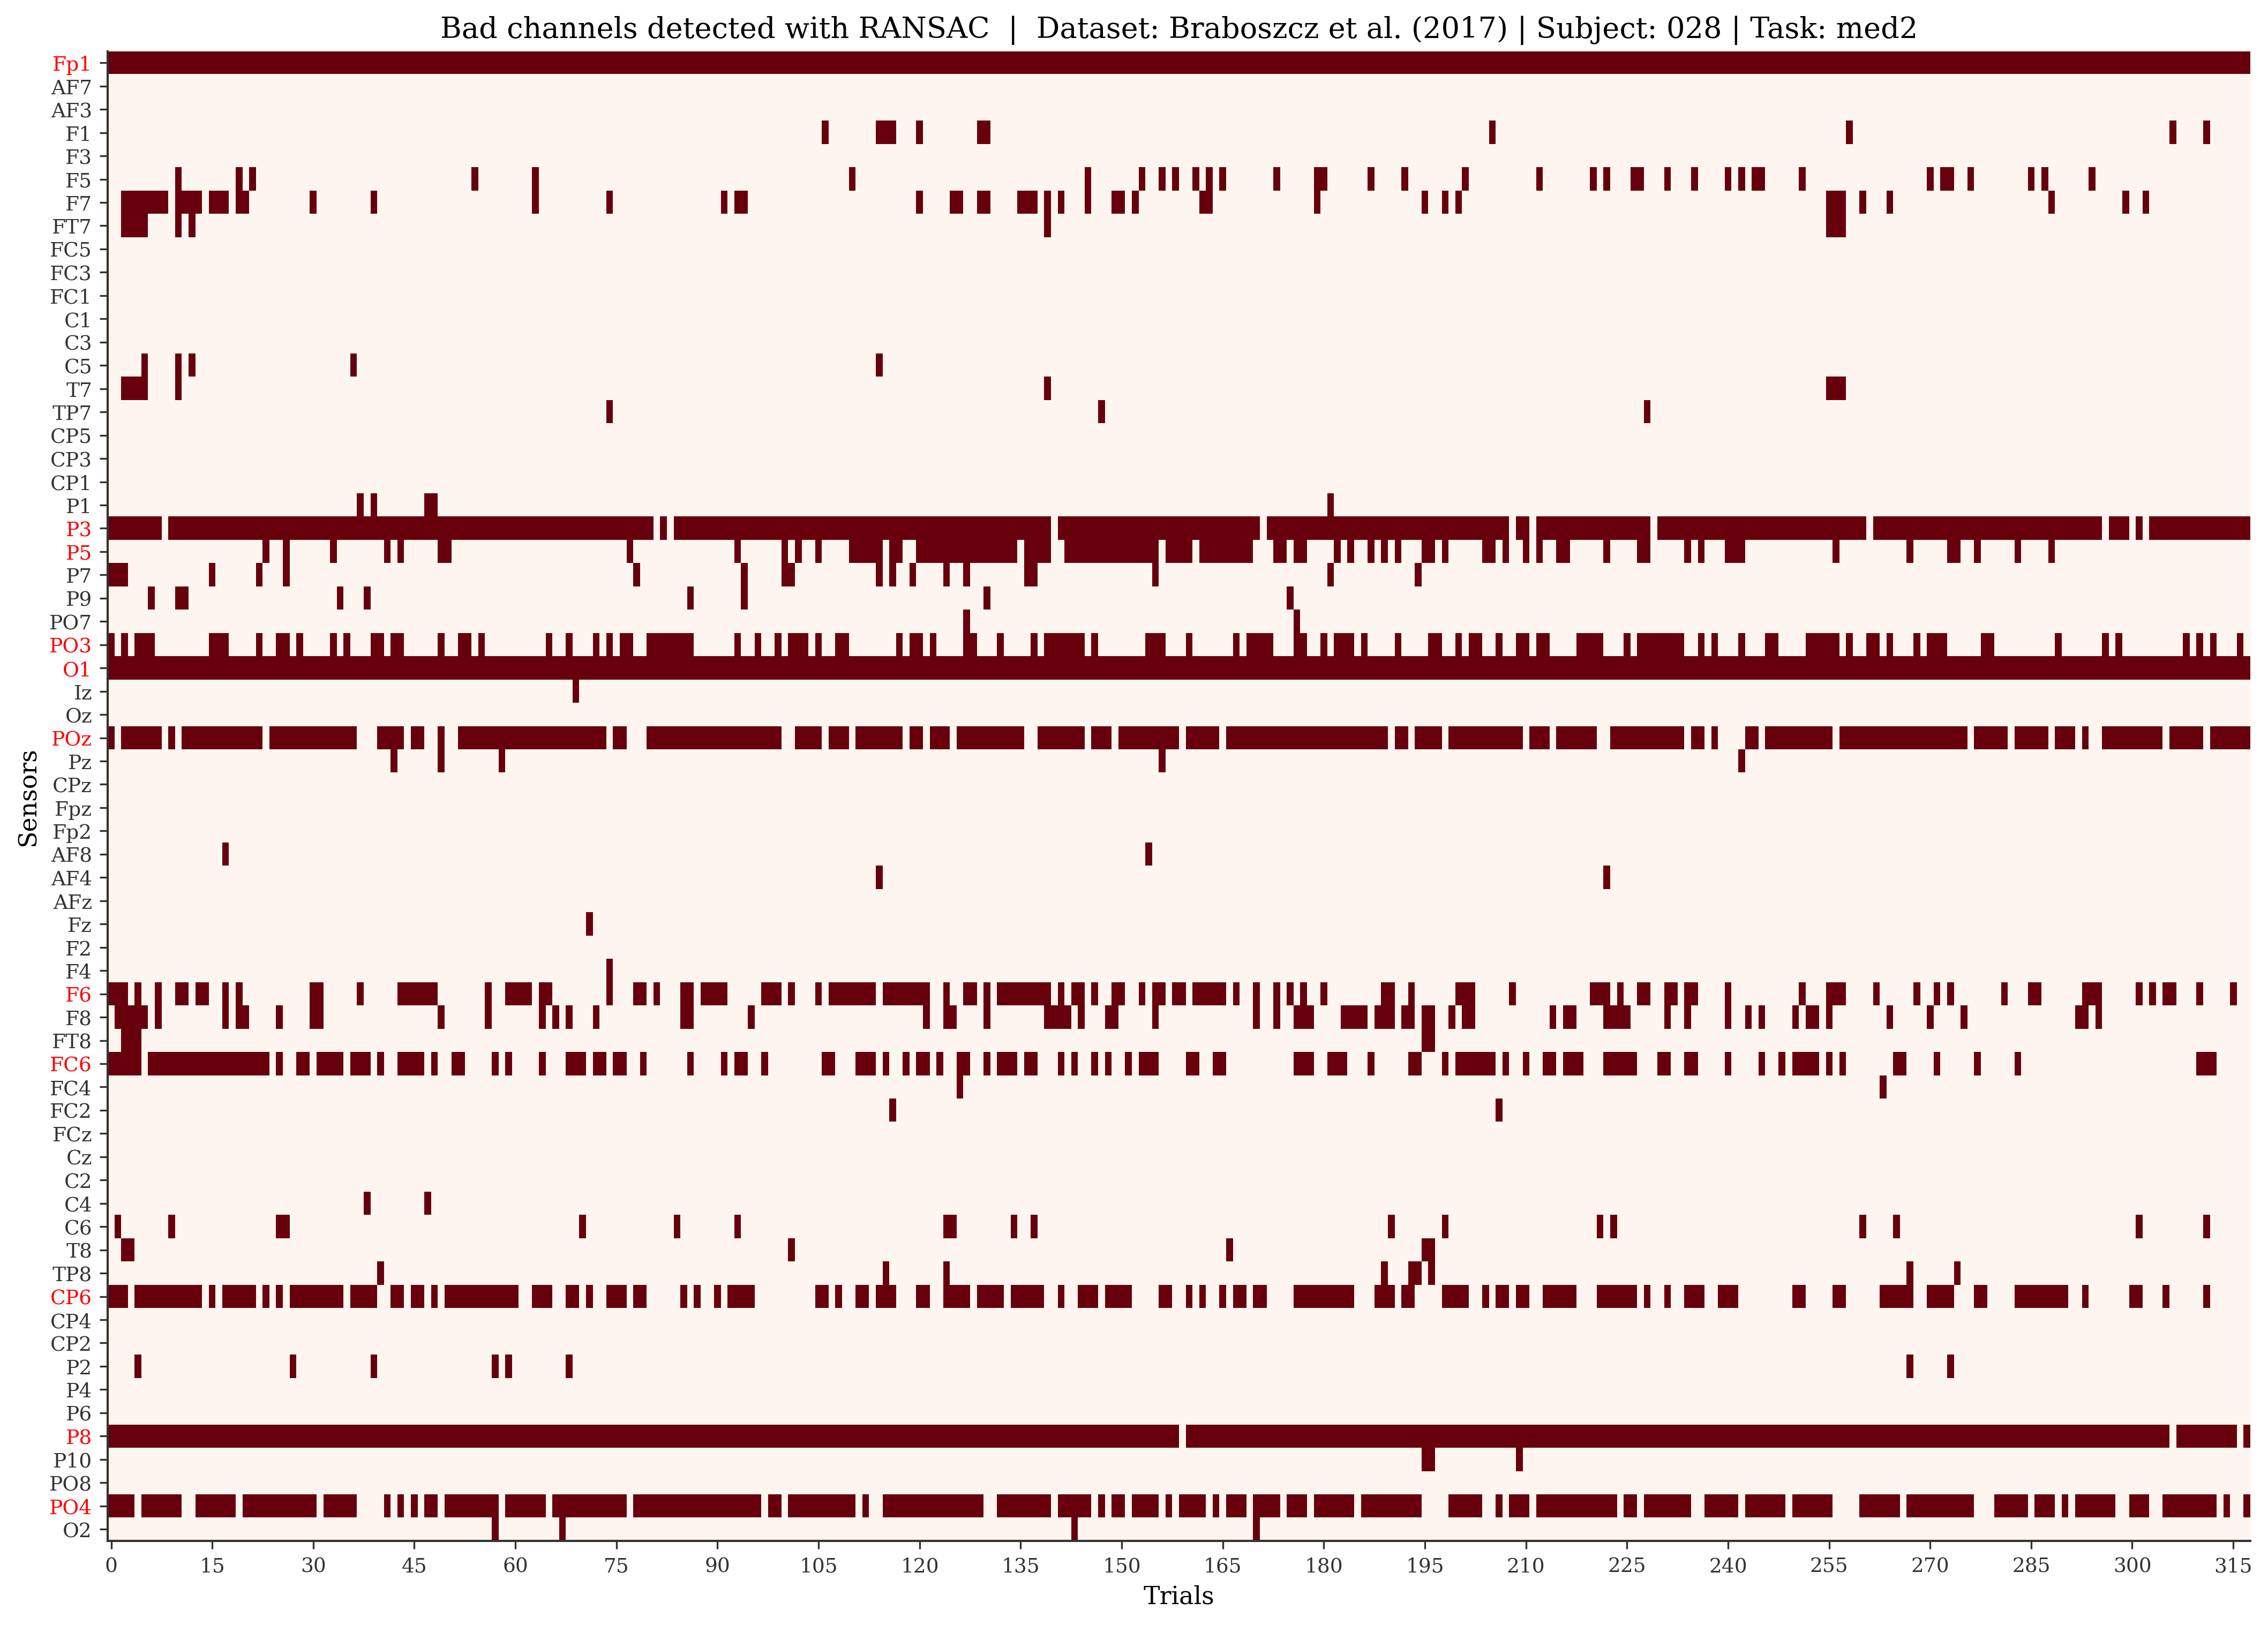 Bad channels detected with RANSAC | Dataset: Braboszcz et al. (2017) | Subject: 028 | Task: med2
Sensors
Fp1
AF7
AF3
F1
F3
F5
F7
FT7
FC5
FC3
FC1
C1
C3
C5
T7
TP7
CP5
CP3
CP1
P1
P3
P5
P7
P9
PO7
PO3
O1
Iz
Oz
POz
Pz
CPz
Fpz
Fp2
AF8
AF4
AFz
Fz
F2
F4
F6
F8
FT8
FC6
FC4
FC2
FCz
Cz
C2
C4
C6
T8
TP8
CP6
CP4
CP2
P2
P4
P6
P8
P10
PO8
PO4
O2
0 15 30 45 60 75 90 105 120 135 150 165 180 195 210 225 240 255 270 285 300 315
Trials